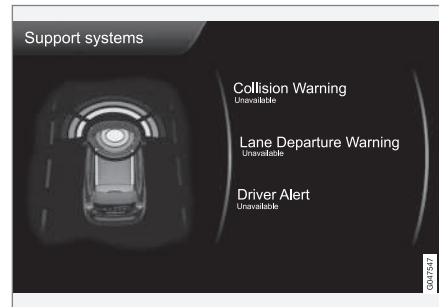 Support systems
Collision Warning
Unavailable
Lane Departure Warning
Unavailable
Driver Alert
Unavailable
G047547